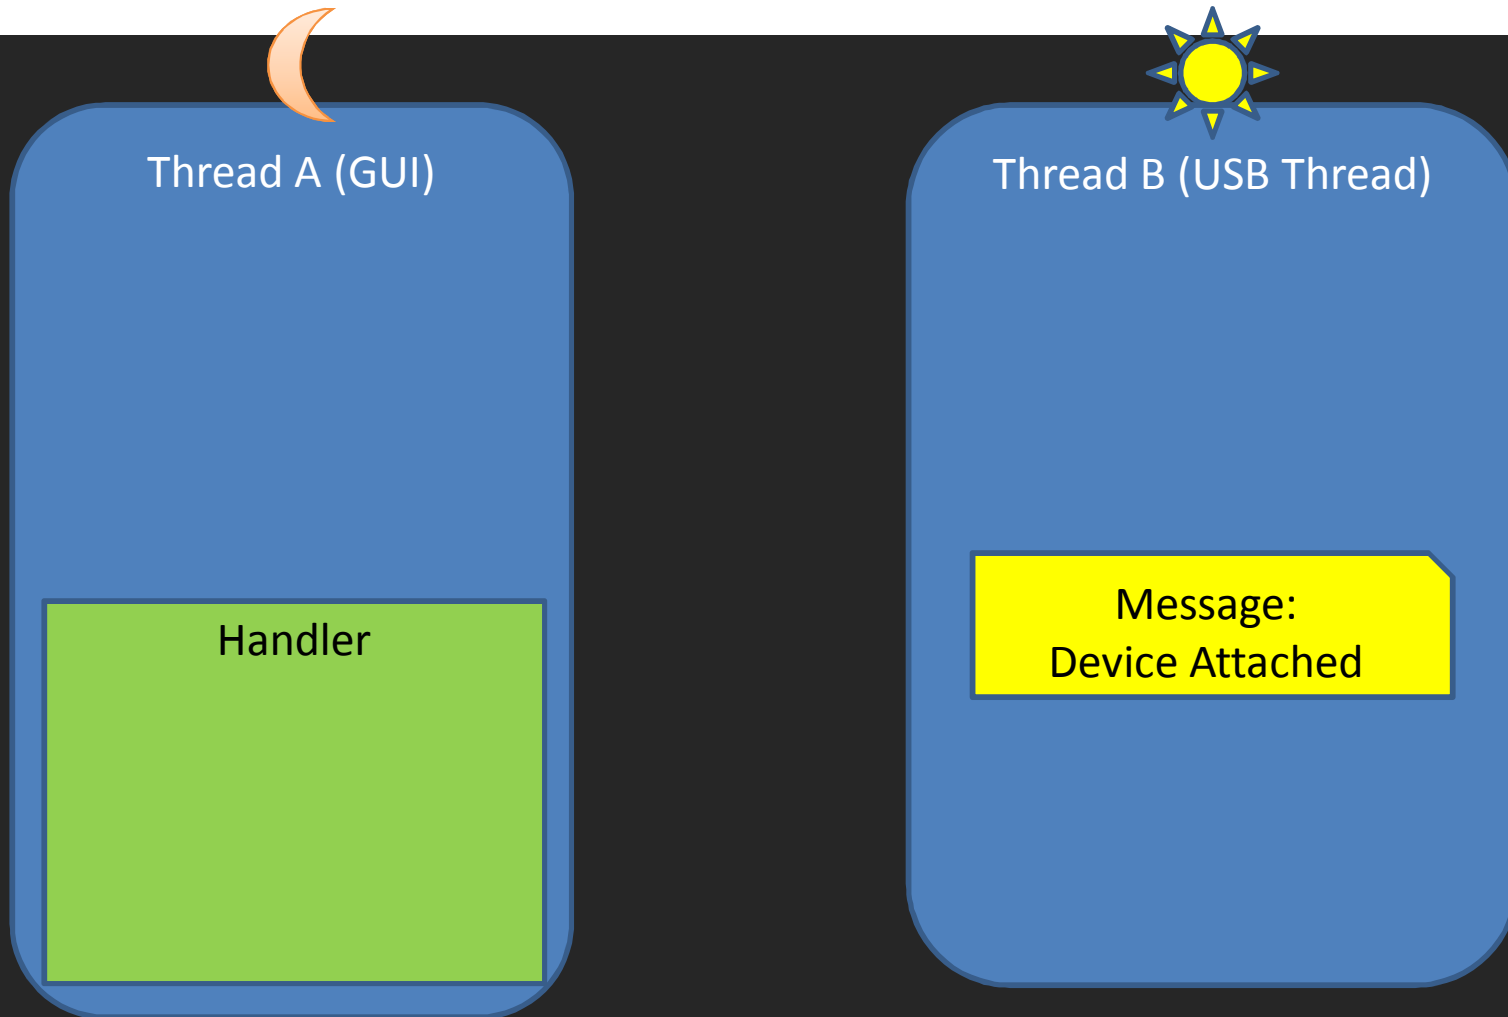 Thread A (GUI)
Thread B (USB Thread)
Handler
Message:
Device Attached